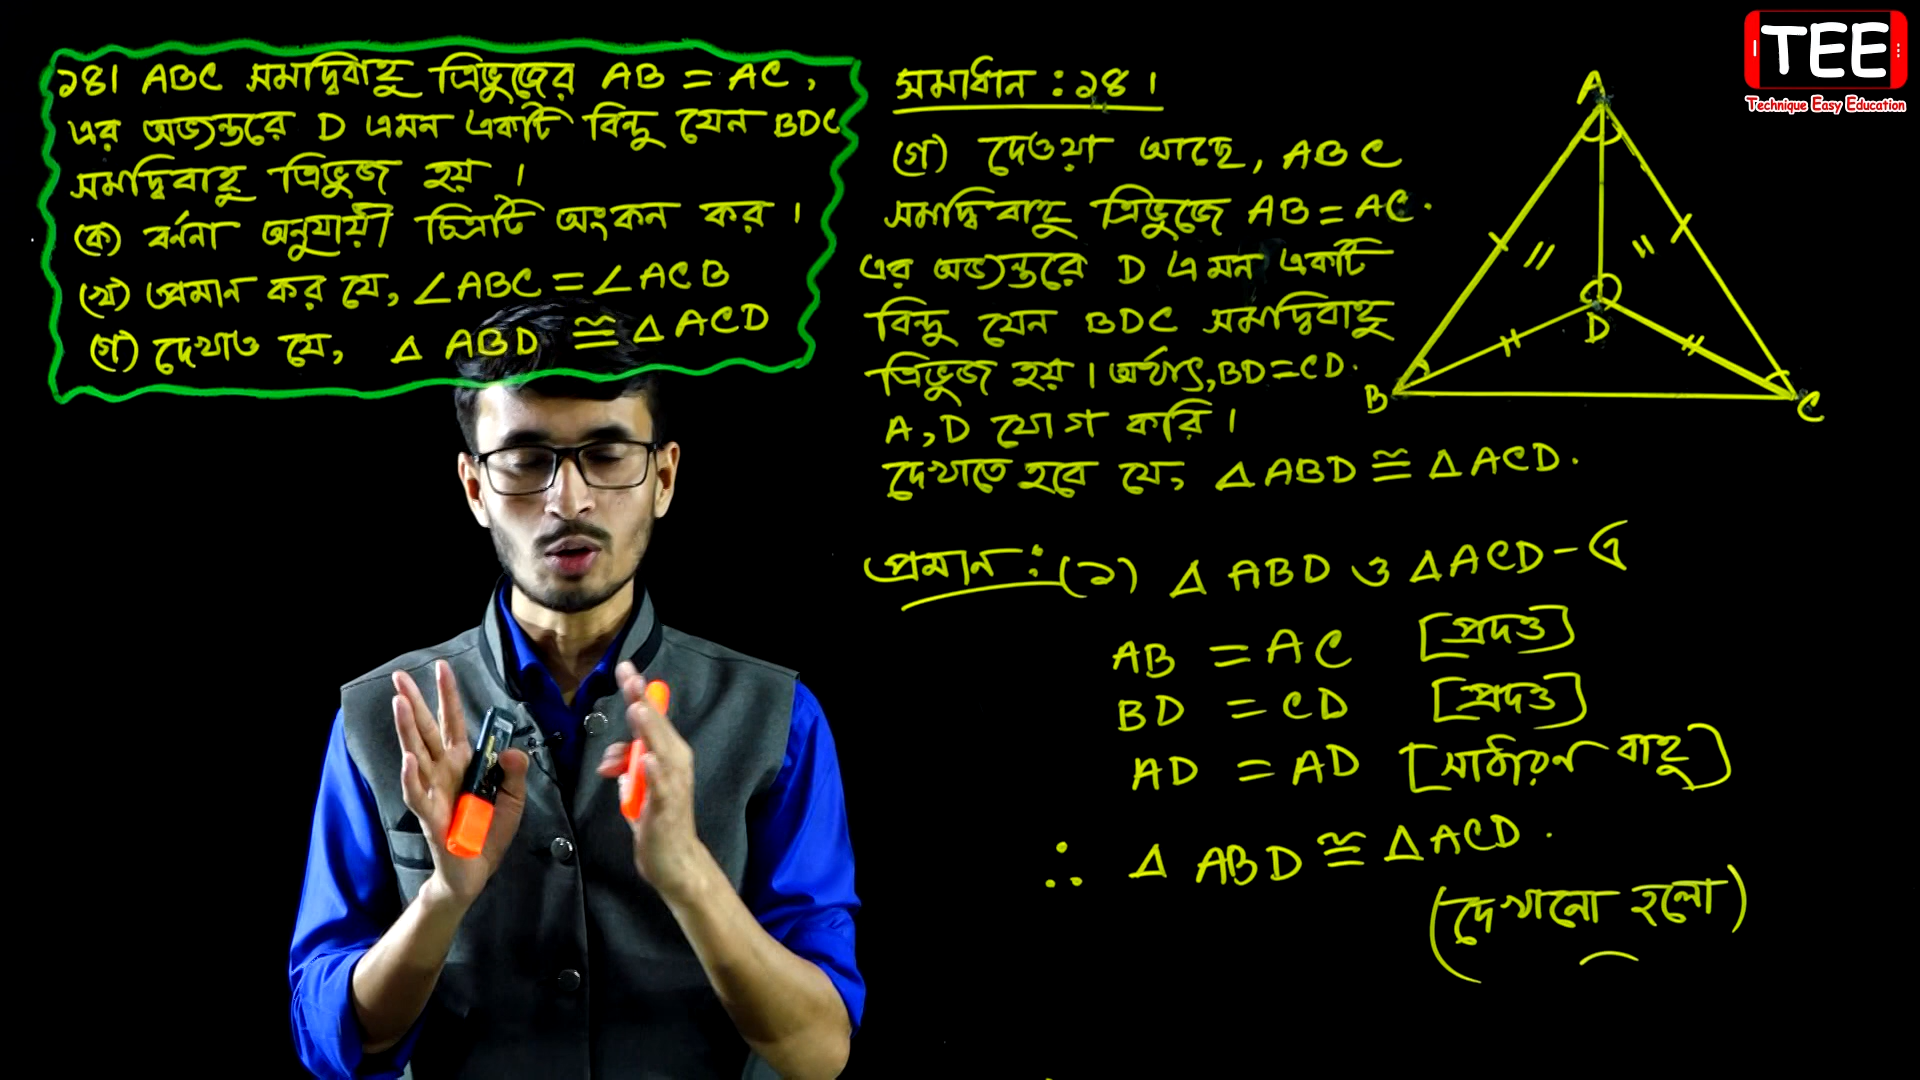 ১৪। ABC সমাদ্বিবাহু ত্রিভুজের AB = AC,
এর অভ্যন্তরে D এমন একটি বিন্দু যেন BDC
সমদ্বিবাহু ত্রিভুজ হয়।
(ক) বর্ননা অনুযায়ী চিত্রটি অংকন কর।
(খ) প্রমান কর যে, ∠ABC = ∠ACB
(গ) দেখাও যে, Δ ABD ≅ Δ ACD
সমাধান : ১৪।
(গ) দেওয়া আছে, ABC
সমদ্বিবাহু ত্রিভুজে AB = AC.
এর অভ্যন্তরে D এমন একটি
বিন্দু যেন BDC সমদ্বিবাহু
ত্রিভুজ হয়। অর্থাৎ, BD = CD.
A, D যোগ করি।
দেখাতে হবে যে, Δ ABD ≅ Δ ACD.
প্রমান : (১) Δ ABD ও Δ ACD - এ
AB = AC [প্রদত্ত]
BD = CD [প্রদত্ত]
AD = AD [সাধারন বাহু]
∴ Δ ABD ≅ Δ ACD.
(দেখানো হলো)
A
D
B
C
TEE
Technique Easy Education